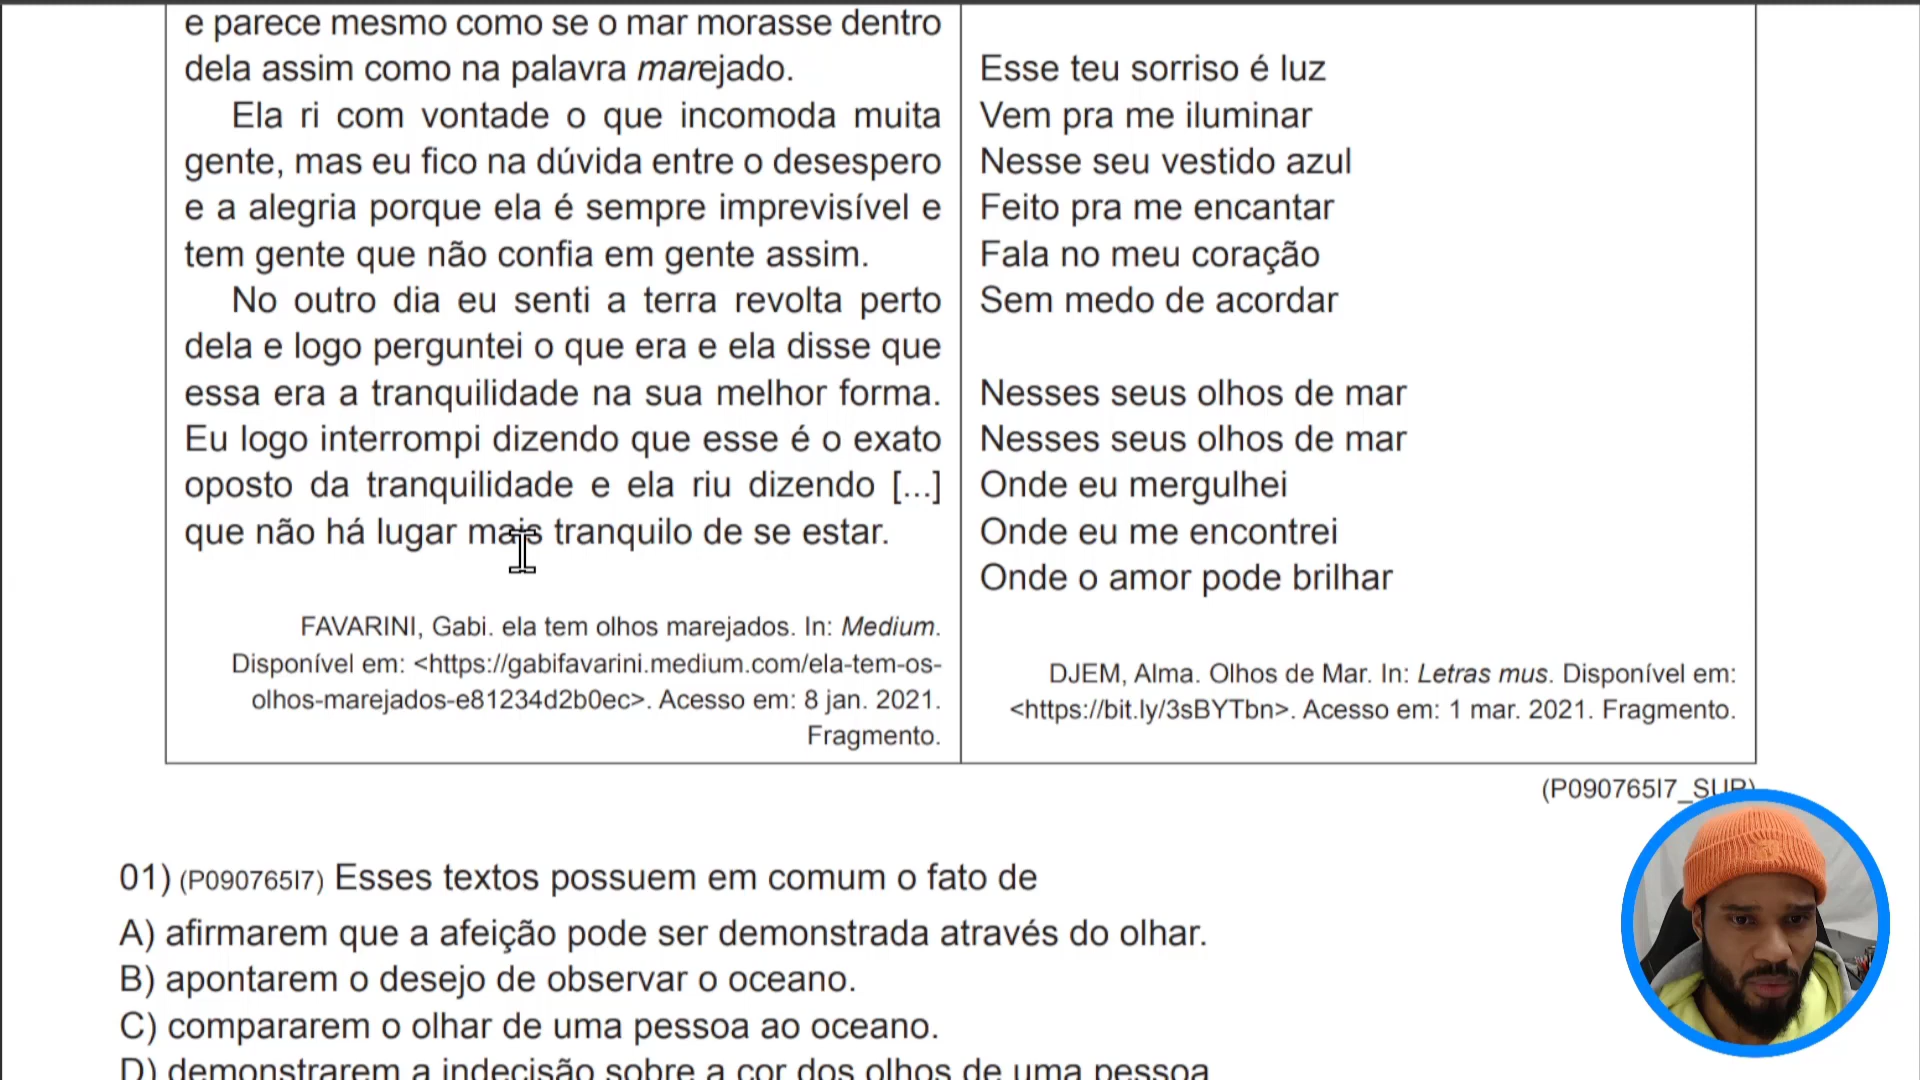 e parece mesmo como se o mar morasse dentro
dela assim como na palavra marejado.
Ela ri com vontade o que incomoda muita
gente, mas eu fico na dúvida entre o desespero
e a alegria porque ela é sempre imprevisível e
tem gente que não confia em gente assim.
No outro dia eu senti a terra revolta perto
dela e logo perguntei o que era e ela disse que
essa era a tranquilidade na sua melhor forma.
Eu logo interrompi dizendo que esse é o exato
oposto da tranquilidade e ela riu dizendo [...]
que não há lugar mais tranquilo de se estar.
FAVARINI, Gabi. ela tem olhos marejados. In: Medium.
Disponível em: <https://gabifavarini.medium.com/ela-tem-os-
olhos-marejados-e81234d2b0ec>. Acesso em: 8 jan. 2021.
Fragmento.
Esse teu sorriso é luz
Vem pra me iluminar
Nesse seu vestido azul
Feito pra me encantar
Fala no meu coração
Sem medo de acordar
Nesses seus olhos de mar
Nesses seus olhos de mar
Onde eu mergulhei
Onde eu me encontrei
Onde o amor pode brilhar
DJEM, Alma. Olhos de Mar. In: Letras mus. Disponível em:
<https://bit.ly/3sBYTbn>. Acesso em: 1 mar. 2021. Fragmento.
(P090765I7_SUP)
01) (P090765I7) Esses textos possuem em comum o fato de
A) afirmarem que a afeição pode ser demonstrada através do olhar.
B) apontarem o desejo de observar o oceano.
C) compararem o olhar de uma pessoa ao oceano.
D) demonstrarem a indecisão sobre a cor dos olhos de uma pessoa